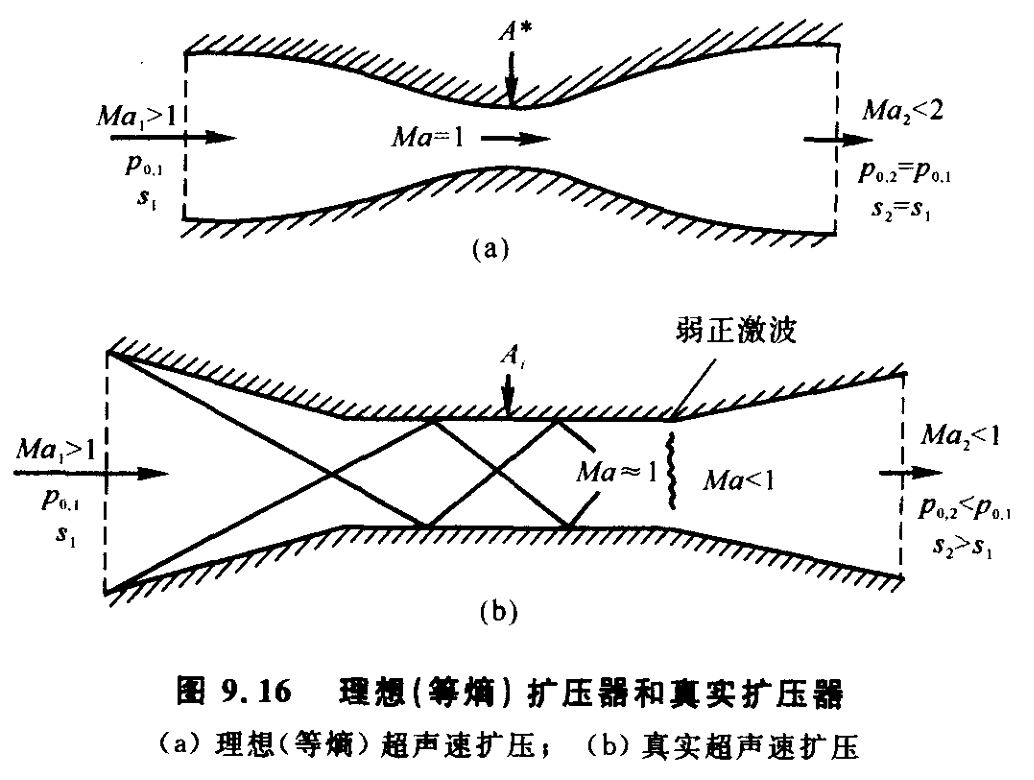 A*
Ma₁>1
Ma=1
Ma₂<2
p₀,₁
p₀,₂=p₀,₁
s₁
s₂=s₁
(a)
弱正激波
Aₜ
Ma₁>1
Ma≈1
Ma<1
Ma₂<1
p₀,₁
p₀,₂<p₀,₁
s₁
s₂>s₁
(b)
图 9.16 理想(等熵)扩压器和真实扩压器
(a) 理想(等熵)超声速扩压; (b) 真实超声速扩压